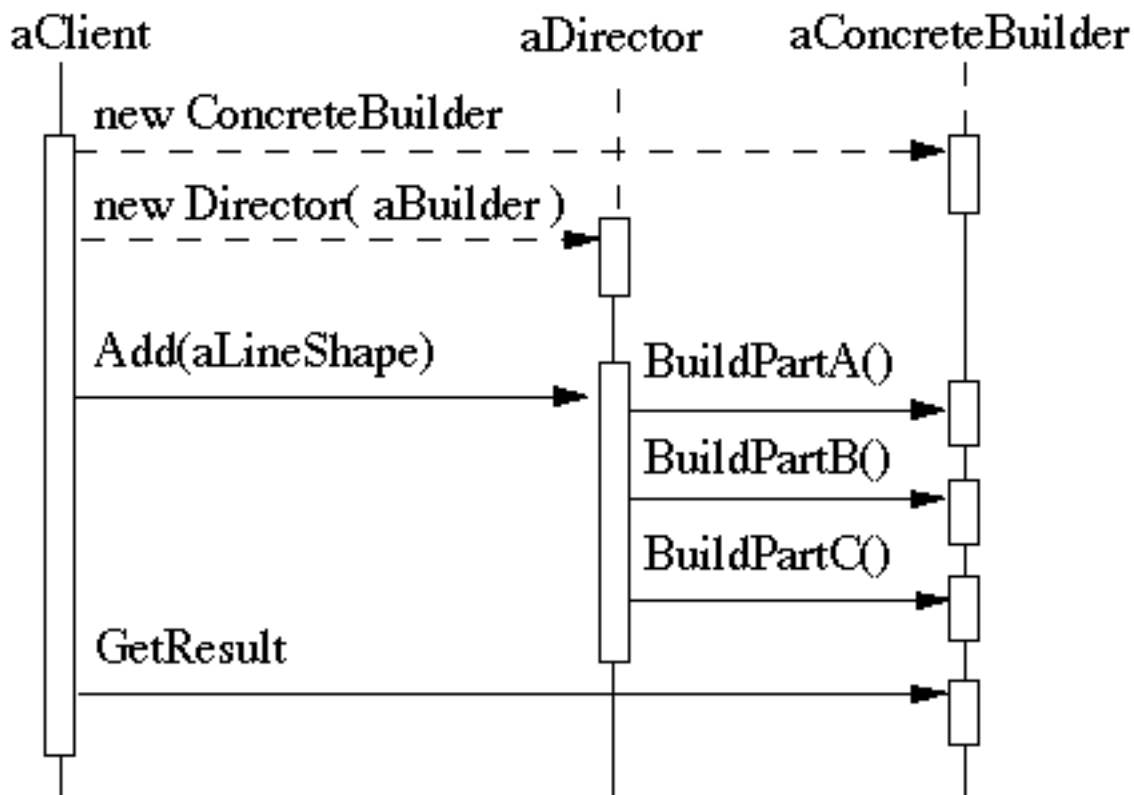 aClient
aDirector
aConcreteBuilder
new ConcreteBuilder
new Director( aBuilder )
Add(aLineShape)
BuildPartA()
BuildPartB()
BuildPartC()
GetResult